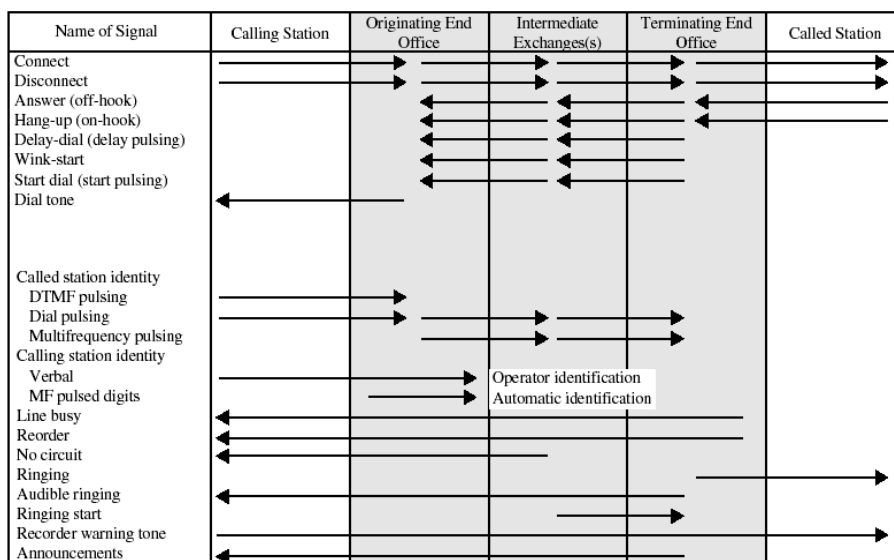 Name of Signal
Calling Station
Originating End
Office
Intermediate
Exchanges(s)
Terminating End
Office
Called Station
Connect
Disconnect
Answer (off-hook)
Hang-up (on-hook)
Delay-dial (delay pulsing)
Wink-start
Start dial (start pulsing)
Dial tone
Called station identity
DTMF pulsing
Dial pulsing
Multifrequency pulsing
Calling station identity
Verbal
Operator identification
MF pulsed digits
Automatic identification
Line busy
Reorder
No circuit
Ringing
Audible ringing
Ringing start
Recorder warning tone
Announcements